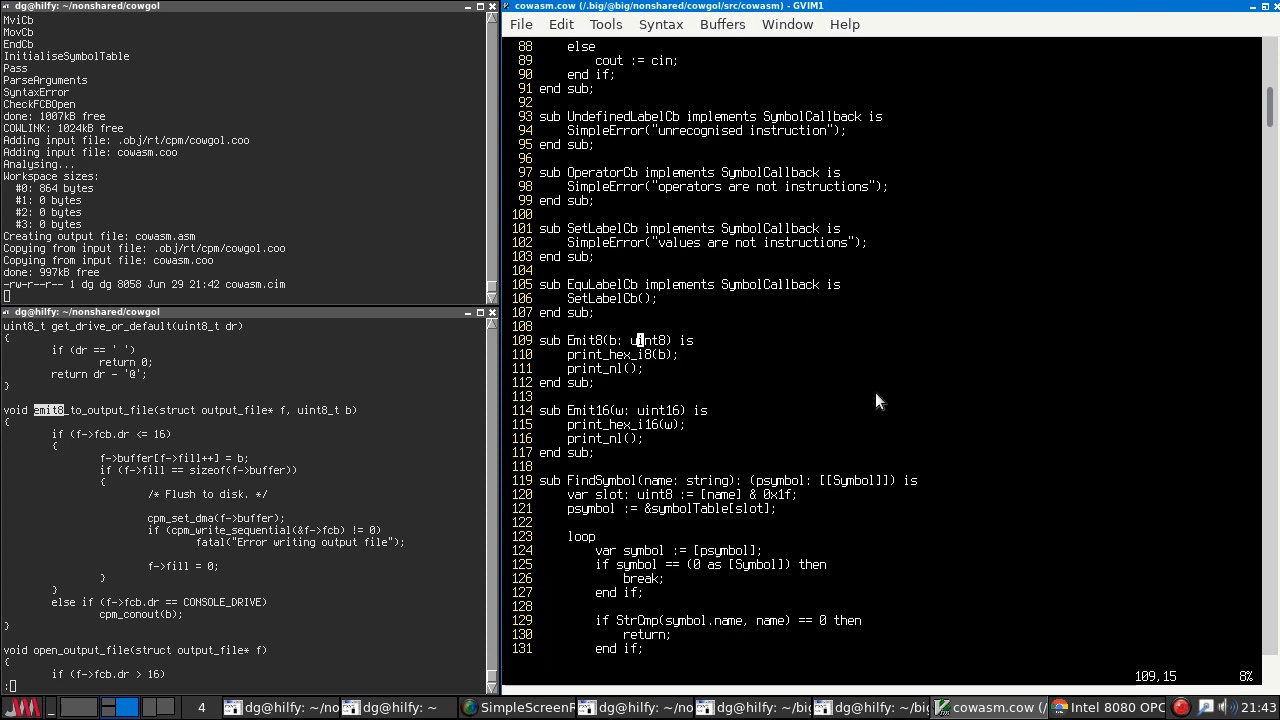 dg@hilfy: ~/nonshared/cowgol
MviCb
MovCb
EndCb
InitialiseSymbolTable
Pass
ParseArguments
SyntaxError
CheckFCBOpen
done: 1007kB free
COWLINK: 1024kB free
Adding input file: .obj/rt/cpm/cowgol.coo
Adding input file: cowasm.coo
Analysing...
Workspace sizes:
  #0: 864 bytes
  #1: 0 bytes
  #2: 0 bytes
  #3: 0 bytes
Creating output file: cowasm.asm
Copying from input file: .obj/rt/cpm/cowgol.coo
Copying from input file: cowasm.coo
done: 997kB free
-rw-r--r-- 1 dg dg 8058 Jun 29 21:42 cowasm.cim
dg@hilfy: ~/nonshared/cowgol
uint8_t get_drive_or_default(uint8_t dr)
{
        if (dr == ' ')
                return 0;
        return dr - '@';
}
void emit8_to_output_file(struct output_file* f, uint8_t b)
{
        if (f->fcb.dr <= 16)
        {
                f->buffer[f->fill++] = b;
                if (f->fill == sizeof(f->buffer))
                {
                        /* Flush to disk. */
                        cpm_set_dma(f->buffer);
                        if (cpm_write_sequential(&f->fcb) != 0)
                                fatal("Error writing output file");
                        f->fill = 0;
                }
        }
        else if (f->fcb.dr == CONSOLE_DRIVE)
                cpm_conout(b);
}
void open_output_file(struct output_file* f)
{
        if (f->fcb.dr > 16)
:
cowasm.cow (/.big/@big/nonshared/cowgol/src/cowasm) - GVIM1
File Edit Tools Syntax Buffers Window Help
88     else
89         cout := cin;
90     end if;
91 end sub;
92
93 sub UndefinedLabelCb implements SymbolCallback is
94     SimpleError("unrecognised instruction");
95 end sub;
96
97 sub OperatorCb implements SymbolCallback is
98     SimpleError("operators are not instructions");
99 end sub;
100
101 sub SetLabelCb implements SymbolCallback is
102     SimpleError("values are not instructions");
103 end sub;
104
105 sub EquLabelCb implements SymbolCallback is
106     SetLabelCb();
107 end sub;
108
109 sub Emit8(b: uint8) is
110     print_hex_i8(b);
111     print_nl();
112 end sub;
113
114 sub Emit16(w: uint16) is
115     print_hex_i16(w);
116     print_nl();
117 end sub;
118
119 sub FindSymbol(name: string): (psymbol: [[Symbol]]) is
120     var slot: uint8 := [name] & 0x1f;
121     psymbol := &symbolTable[slot];
122
123     loop
124         var symbol := [psymbol];
125         if symbol == (0 as [Symbol]) then
126             break;
127         end if;
128
129         if StrCmp(symbol.name, name) == 0 then
130             return;
131         end if;
109,15 8%
4 dg@hilfy: ~/no dg@hilfy: ~ SimpleScreenR dg@hilfy: ~/no dg@hilfy: ~/big dg@hilfy: ~/big cowasm.cow (/ Intel 8080 OPC 21:43